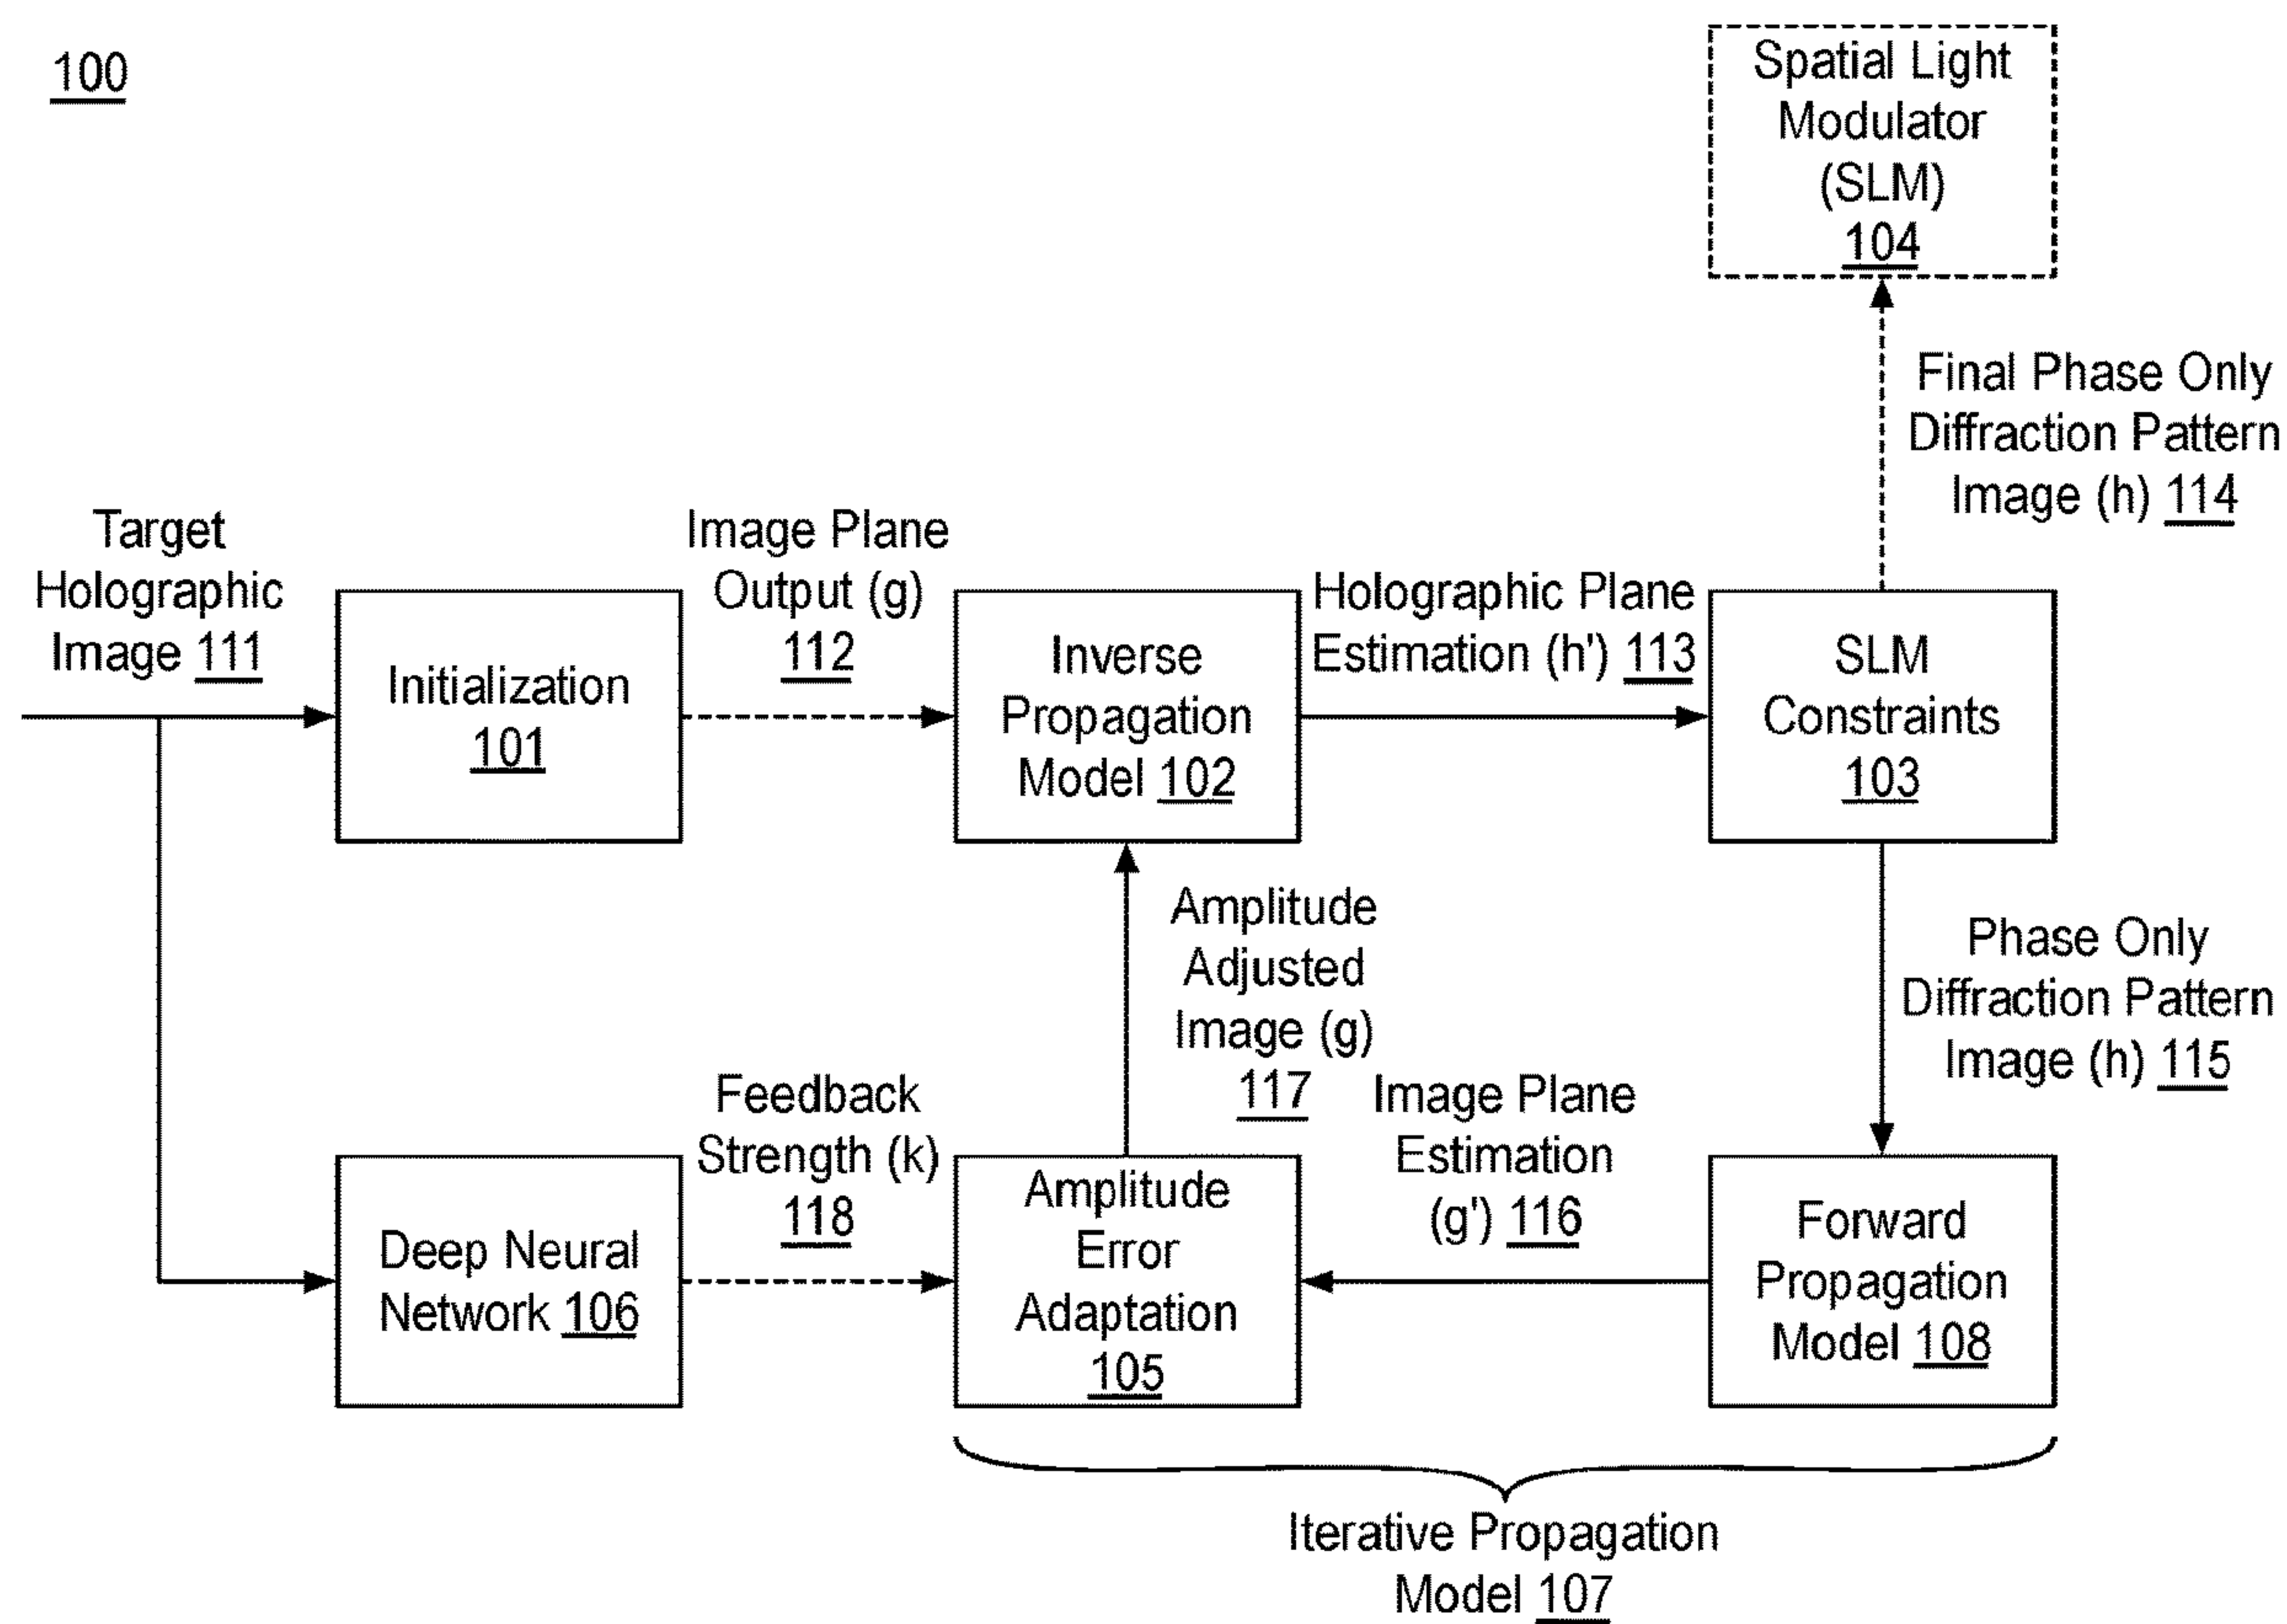 100
Spatial Light
Modulator
(SLM)
104
Final Phase Only
Diffraction Pattern
Image (h) 114
Target
Holographic
Image 111
Initialization
101
Image Plane
Output (g)
112
Inverse
Propagation
Model 102
Holographic Plane
Estimation (h') 113
SLM
Constraints
103
Amplitude
Adjusted
Image (g)
117
Phase Only
Diffraction Pattern
Image (h) 115
Deep Neural
Network 106
Feedback
Strength (k)
118
Amplitude
Error
Adaptation
105
Image Plane
Estimation
(g') 116
Forward
Propagation
Model 108
Iterative Propagation
Model 107